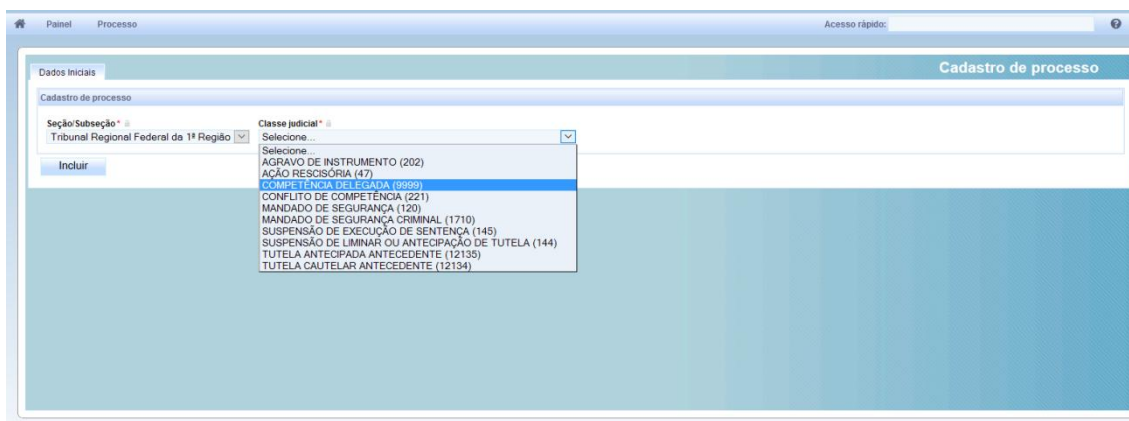 Painel Processo Acesso rápido:
Cadastro de processo
Dados Iniciais
Cadastro de processo
Seção/Subseção * Classe judicial *
Tribunal Regional Federal da 1ª Região Selecione...
Selecione...
Incluir
AGRAVO DE INSTRUMENTO (202)
AÇÃO RESCISÓRIA (47)
COMPETÊNCIA DELEGADA (9999)
CONFLITO DE COMPETÊNCIA (221)
MANDADO DE SEGURANÇA (120)
MANDADO DE SEGURANÇA CRIMINAL (1710)
SUSPENSÃO DE EXECUÇÃO DE SENTENÇA (145)
SUSPENSÃO DE LIMINAR OU ANTECIPAÇÃO DE TUTELA (144)
TUTELA ANTECIPADA ANTECEDENTE (12135)
TUTELA CAUTELAR ANTECEDENTE (12134)